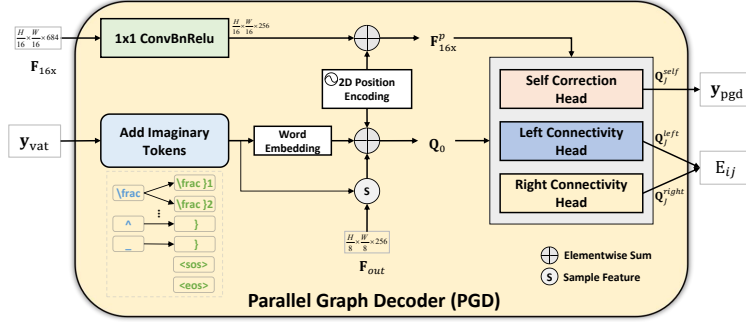 H/16 × W/16 × 684
F_16x
1x1 ConvBnRelu
H/16 × W/16 × 256
F^p_16x
2D Position
Encoding
y_vat
Add Imaginary
Tokens
Word
Embedding
Q_0
S
\frac
\frac }1
\frac }2
^
}
_
}
<sos>
<eos>
H/8 × W/8 × 256
F_out
Self Correction
Head
Left Connectivity
Head
Right Connectivity
Head
Q_j^self
Q_j^left
Q_j^right
y_pgd
E_ij
Elementwise Sum
S
Sample Feature
Parallel Graph Decoder (PGD)